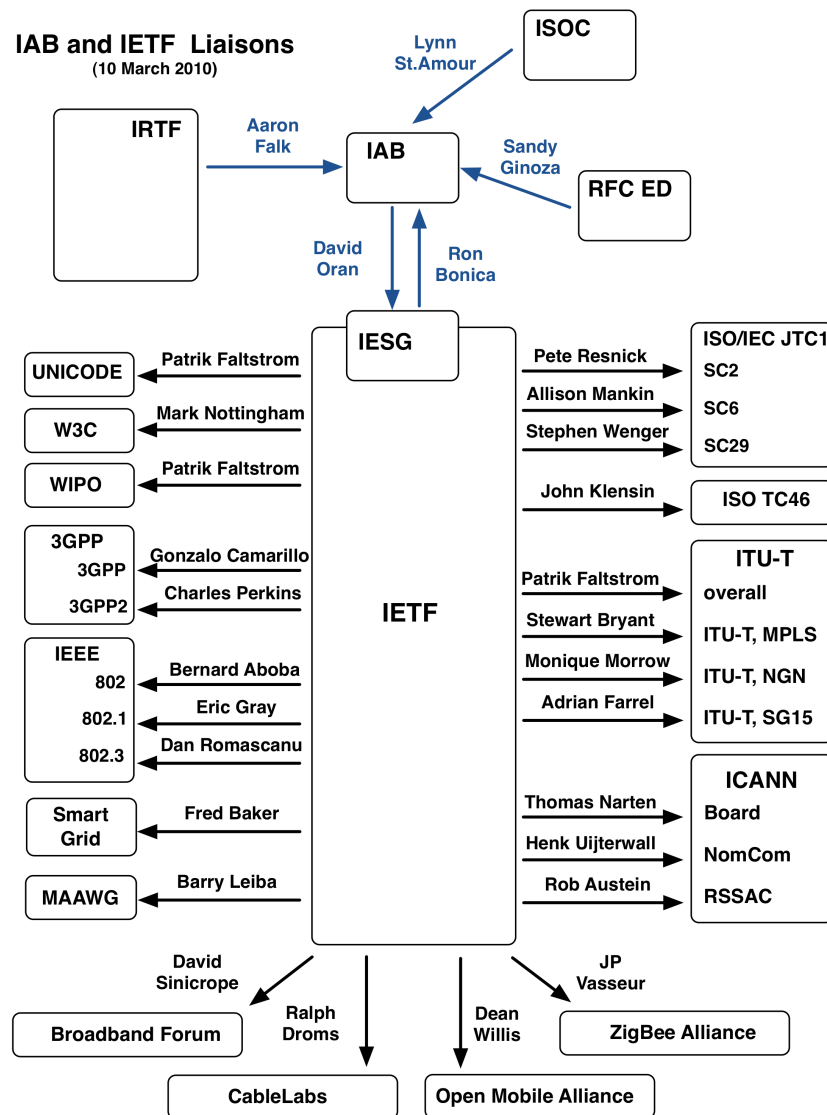 IAB and IETF Liaisons
(10 March 2010)
Lynn
St.Amour
ISOC
IRTF
Aaron
Falk
IAB
Sandy
Ginoza
RFC ED
David
Oran
Ron
Bonica
IESG
IETF
UNICODE
Patrik Faltstrom
W3C
Mark Nottingham
WIPO
Patrik Faltstrom
3GPP
3GPP
Gonzalo Camarillo
3GPP2
Charles Perkins
IEEE
802
Bernard Aboba
802.1
Eric Gray
802.3
Dan Romascanu
Smart
Grid
Fred Baker
MAAWG
Barry Leiba
ISO/IEC JTC1
Pete Resnick
SC2
Allison Mankin
SC6
Stephen Wenger
SC29
John Klensin
ISO TC46
ITU-T
Patrik Faltstrom
overall
Stewart Bryant
ITU-T, MPLS
Monique Morrow
ITU-T, NGN
Adrian Farrel
ITU-T, SG15
ICANN
Thomas Narten
Board
Henk Uijterwall
NomCom
Rob Austein
RSSAC
David
Sinicrope
Broadband Forum
Ralph
Droms
CableLabs
Dean
Willis
Open Mobile Alliance
JP
Vasseur
ZigBee Alliance